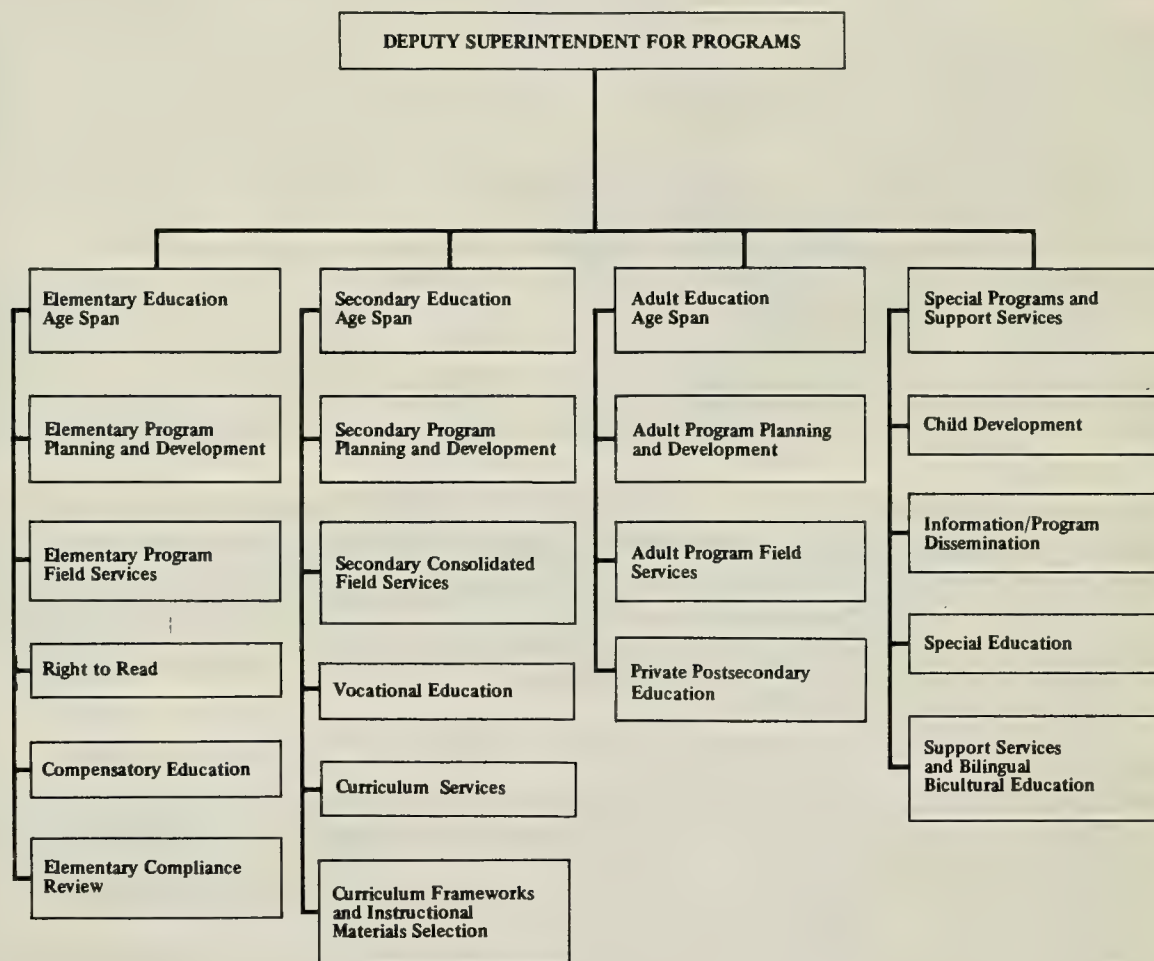 DEPUTY SUPERINTENDENT FOR PROGRAMS
Elementary Education
Age Span
Elementary Program
Planning and Development
Elementary Program
Field Services
Right to Read
Compensatory Education
Elementary Compliance
Review
Secondary Education
Age Span
Secondary Program
Planning and Development
Secondary Consolidated
Field Services
Vocational Education
Curriculum Services
Curriculum Frameworks
and Instructional
Materials Selection
Adult Education
Age Span
Adult Program Planning
and Development
Adult Program Field
Services
Private Postsecondary
Education
Special Programs and
Support Services
Child Development
Information/Program
Dissemination
Special Education
Support Services
and Bilingual
Bicultural Education